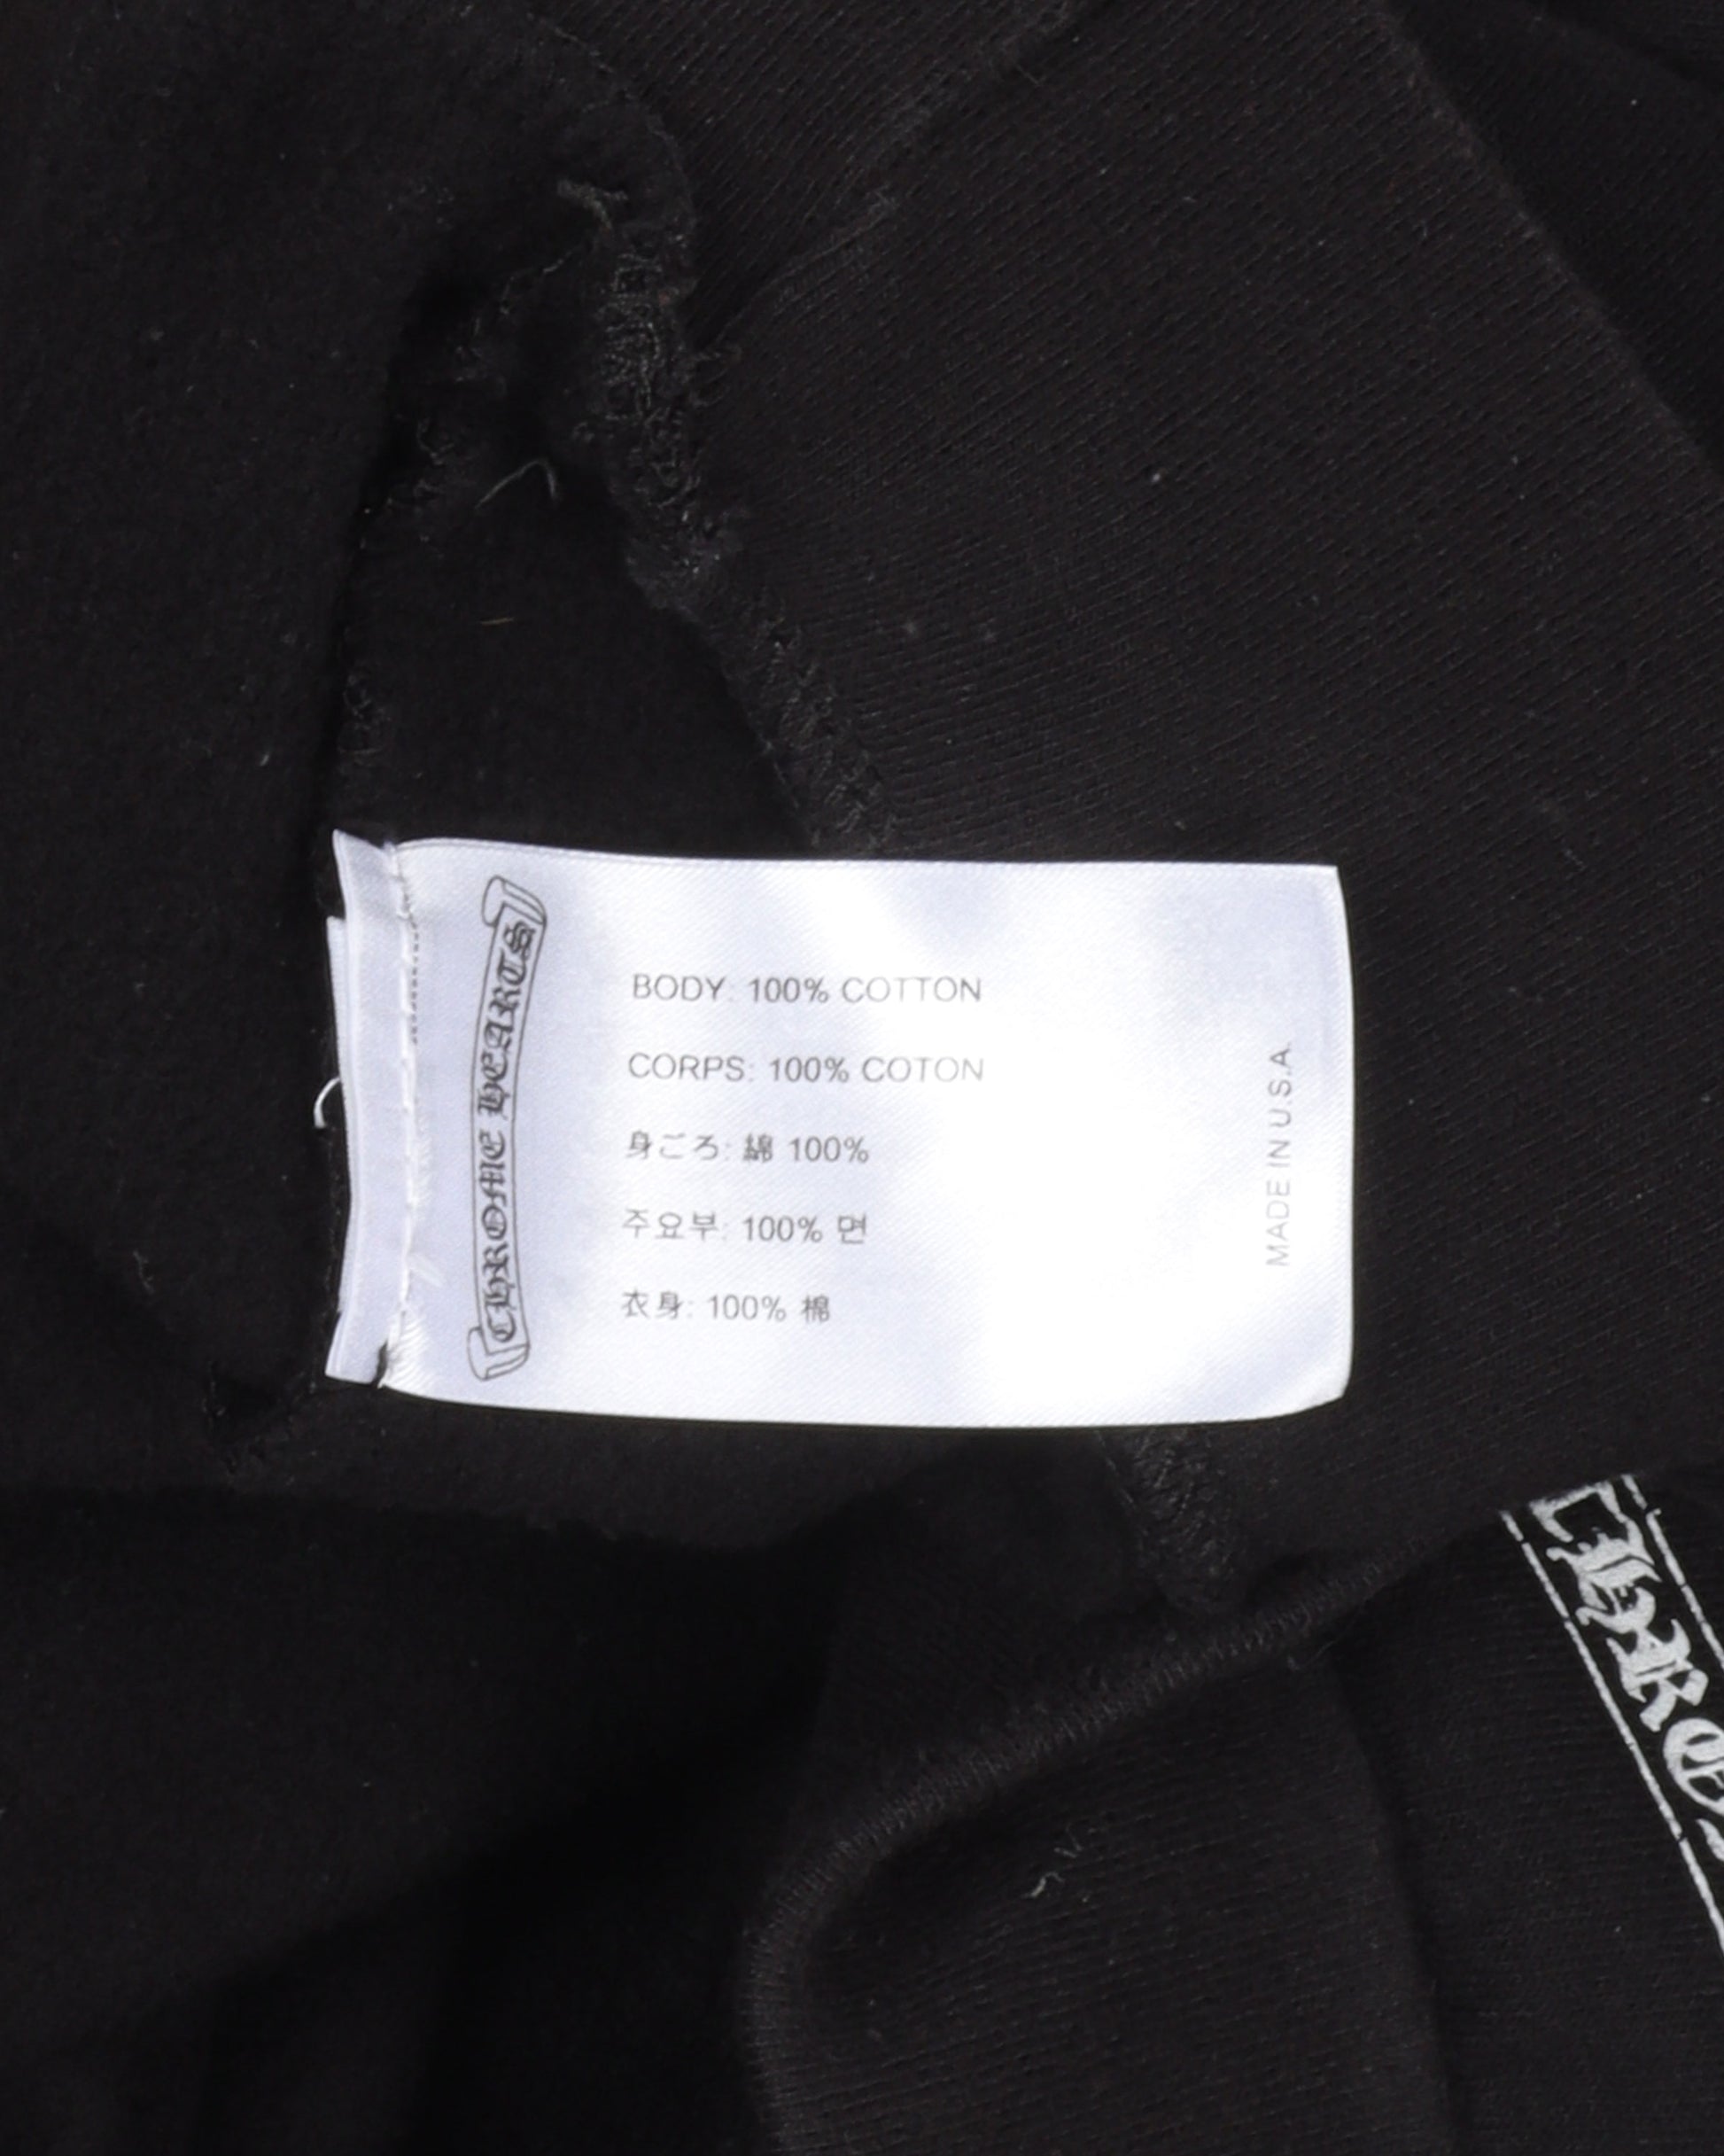 CHROME HEARTS
BODY: 100% COTTON
CORPS: 100% COTON
身ごろ: 綿 100%
주요부: 100% 면
衣身: 100% 棉
MADE IN U.S.A.